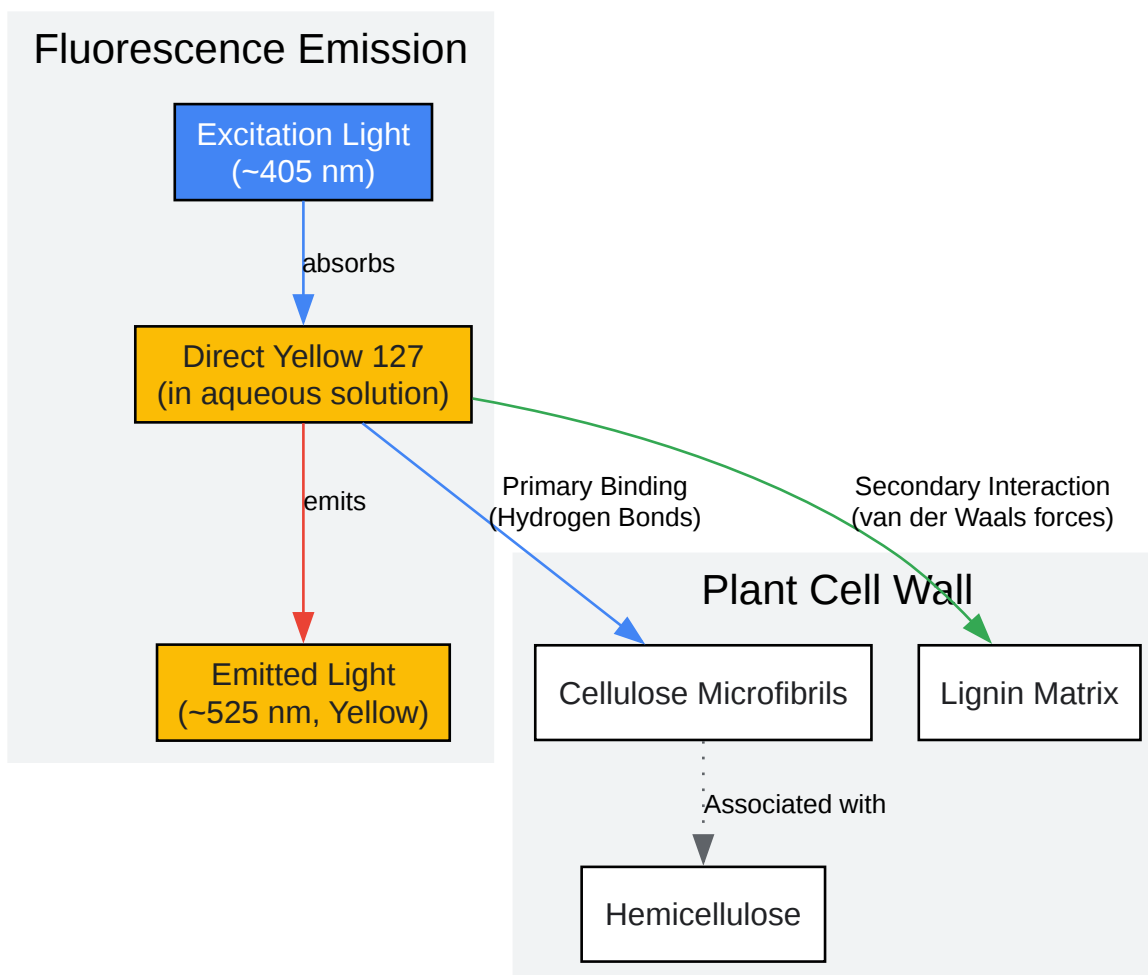 Fluorescence Emission
Excitation Light
(~405 nm)
absorbs
Direct Yellow 127
(in aqueous solution)
emits
Primary Binding
(Hydrogen Bonds)
Secondary Interaction
(van der Waals forces)
Emitted Light
(~525 nm, Yellow)
Plant Cell Wall
Cellulose Microfibrils
Lignin Matrix
Associated with
Hemicellulose